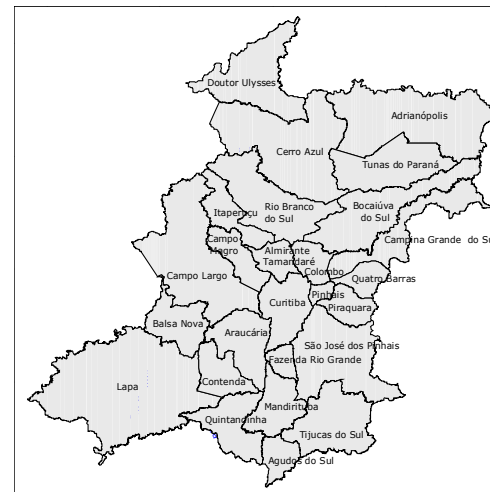 Doutor Ulysses
Adrianópolis
Cerro Azul
Tunas do Paraná
Itaperuçu
Rio Branco
do Sul
Bocaiúva
do Sul
Campo
Magro
Almirante
Tamandaré
Campina Grande do Su
Colombo
Campo Largo
Quatro Barras
Curitiba
Pinhais
Piraquara
Balsa Nova
Araucária
São José dos Pinhais
Fazenda Rio Grande
Lapa
Contenda
Mandirituba
Quintandinha
Tijucas do Sul
Agudos do Sul